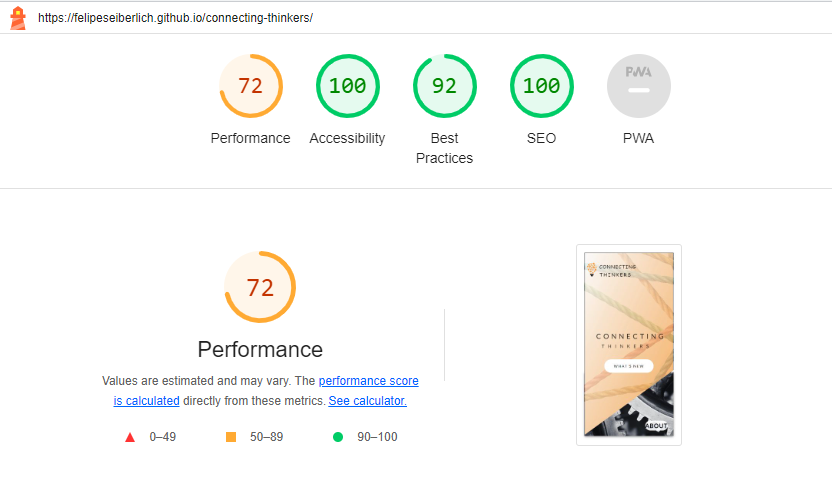 https://felipeseiberlich.github.io/connecting-thinkers/
72
100
92
100
PWA
Performance
Accessibility
Best
Practices
SEO
PWA
72
Performance
Values are estimated and may vary. The performance score
is calculated directly from these metrics. See calculator.
0–49
50–89
90–100
CONNECTING
THINKERS
CONNECTING
THINKERS
WHAT'S NEW
ABOUT